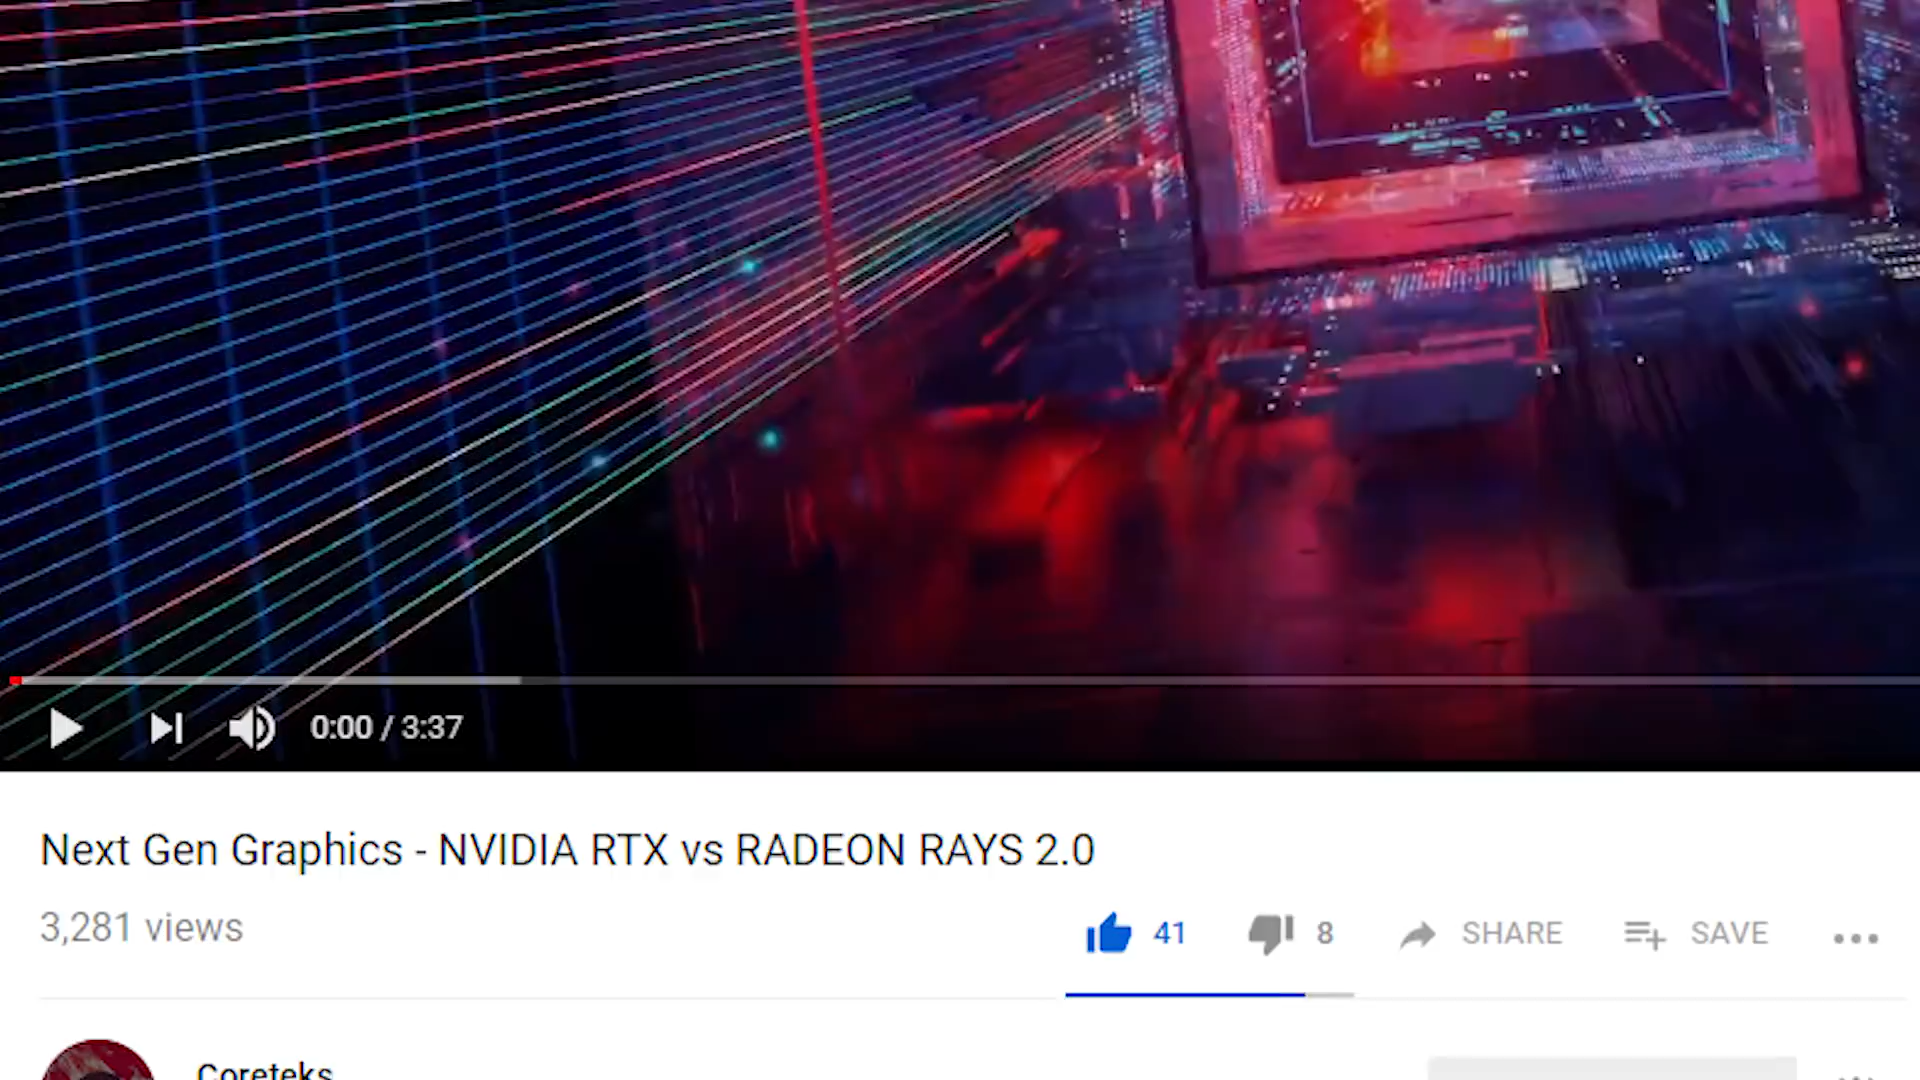 0:00 / 3:37
Next Gen Graphics - NVIDIA RTX vs RADEON RAYS 2.0
3,281 views
41
8
SHARE
SAVE
Coreteks